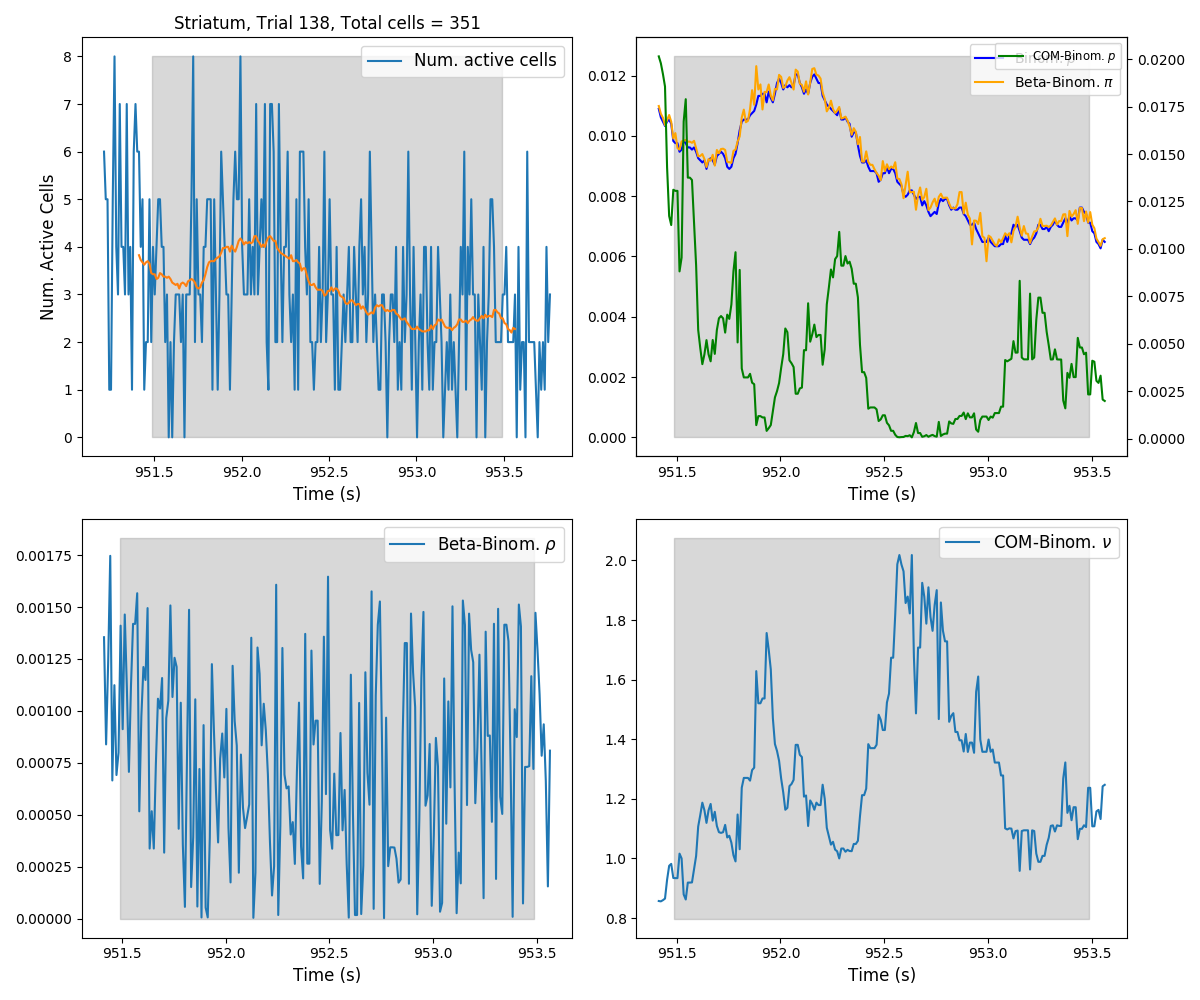 Striatum, Trial 138, Total cells = 351
Num. active cells
8
7
6
5
4
3
2
1
0
Num. Active Cells
951.5 952.0 952.5 953.0 953.5
Time (s)
COM-Binom. p
Beta-Binom. π
0.012
0.010
0.008
0.006
0.004
0.002
0.000
0.0200
0.0175
0.0150
0.0125
0.0100
0.0075
0.0050
0.0025
0.0000
951.5 952.0 952.5 953.0 953.5
Time (s)
Beta-Binom. ρ
0.00175
0.00150
0.00125
0.00100
0.00075
0.00050
0.00025
0.00000
951.5 952.0 952.5 953.0 953.5
Time (s)
COM-Binom. ν
2.0
1.8
1.6
1.4
1.2
1.0
0.8
951.5 952.0 952.5 953.0 953.5
Time (s)